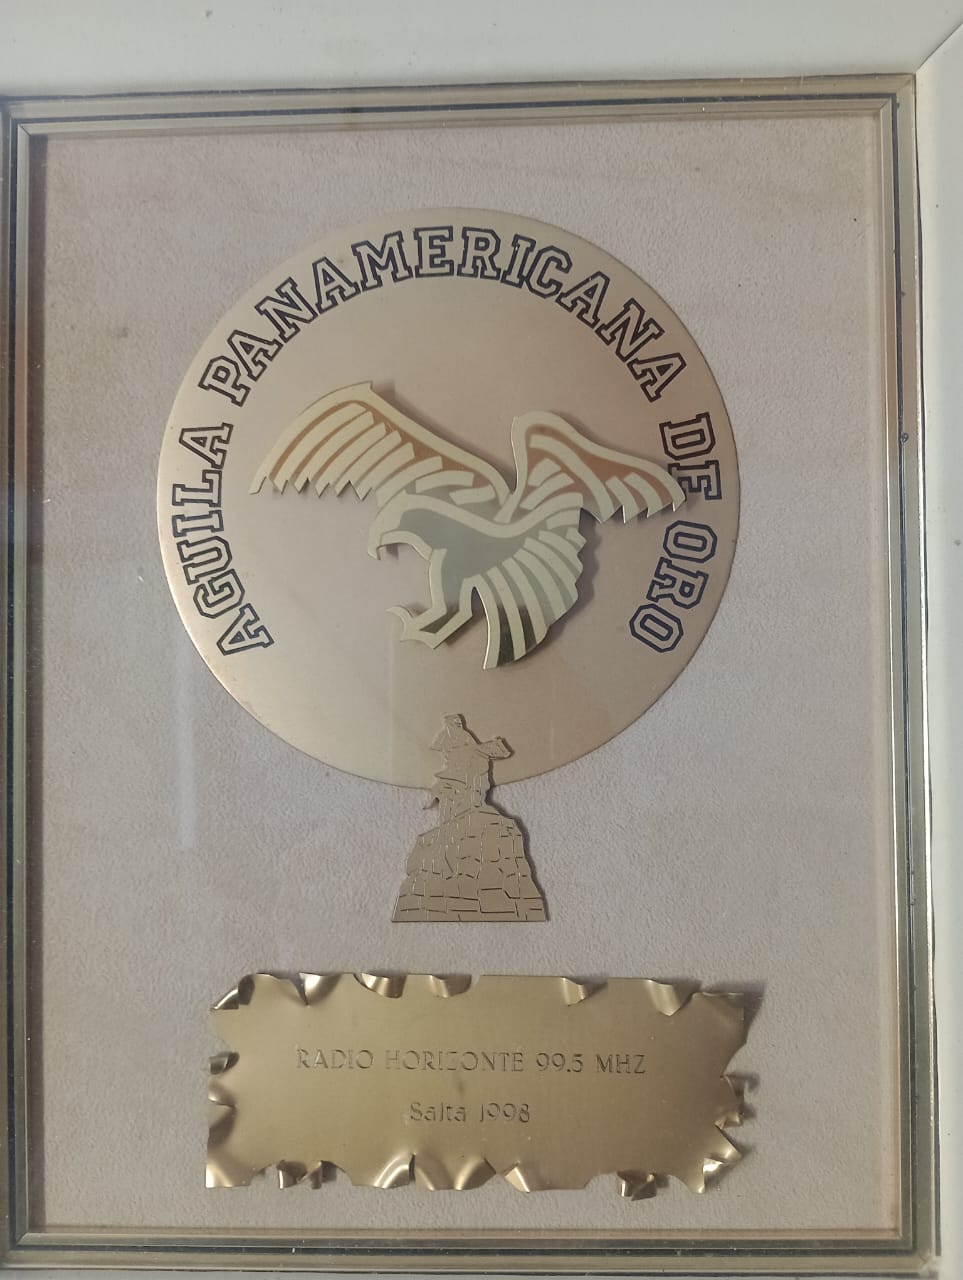 AGUILA PANAMERICANA DE ORO
RADIO HORIZONTE 99.5 MHZ
Salta 1998